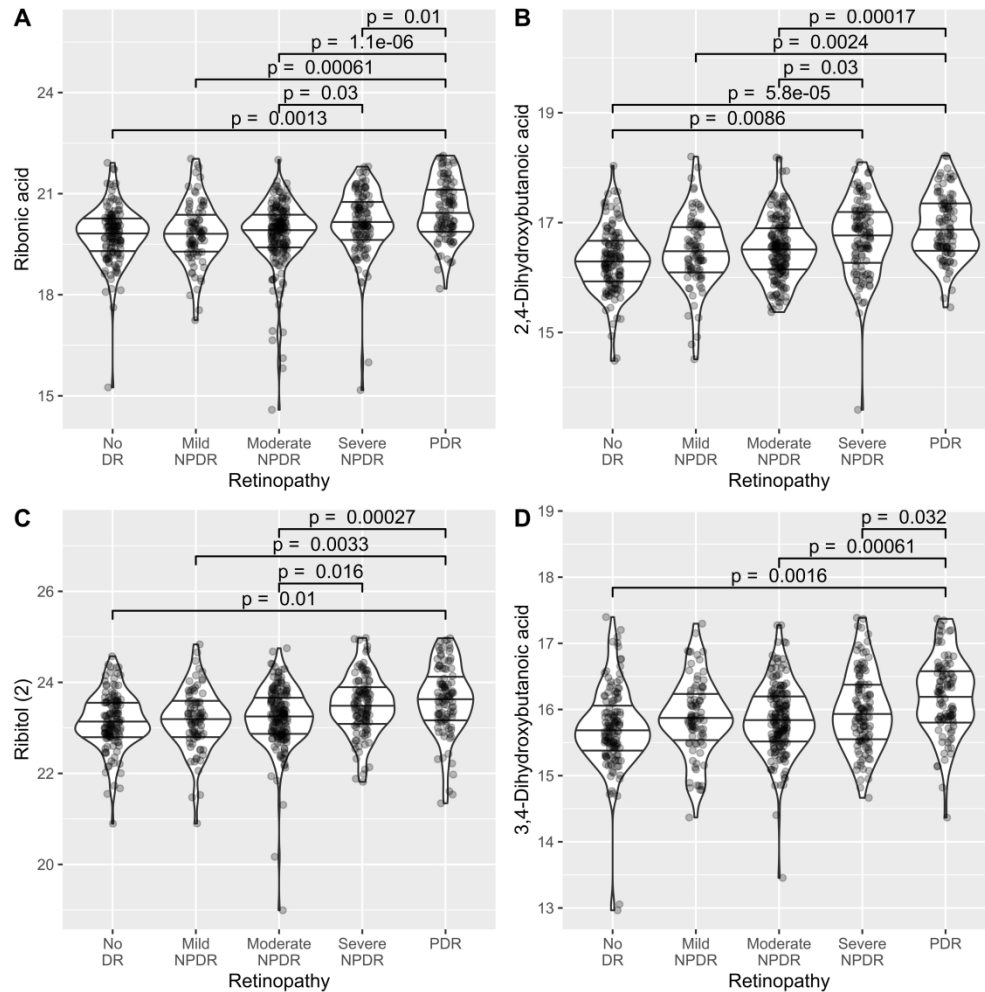 A
p = 0.01
p = 1.1e-06
p = 0.00061
p = 0.03
p = 0.0013
24
21
18
15
Ribonic acid
No DR
Mild NPDR
Moderate NPDR
Severe NPDR
PDR
Retinopathy
B
p = 0.00017
p = 0.0024
p = 0.03
p = 5.8e-05
p = 0.0086
19
17
15
2,4-Dihydroxybutanoic acid
No DR
Mild NPDR
Moderate NPDR
Severe NPDR
PDR
Retinopathy
C
p = 0.00027
p = 0.0033
p = 0.016
p = 0.01
26
24
22
20
Ribitol (2)
No DR
Mild NPDR
Moderate NPDR
Severe NPDR
PDR
Retinopathy
D
p = 0.032
p = 0.00061
p = 0.0016
19
18
17
16
15
14
13
3,4-Dihydroxybutanoic acid
No DR
Mild NPDR
Moderate NPDR
Severe NPDR
PDR
Retinopathy